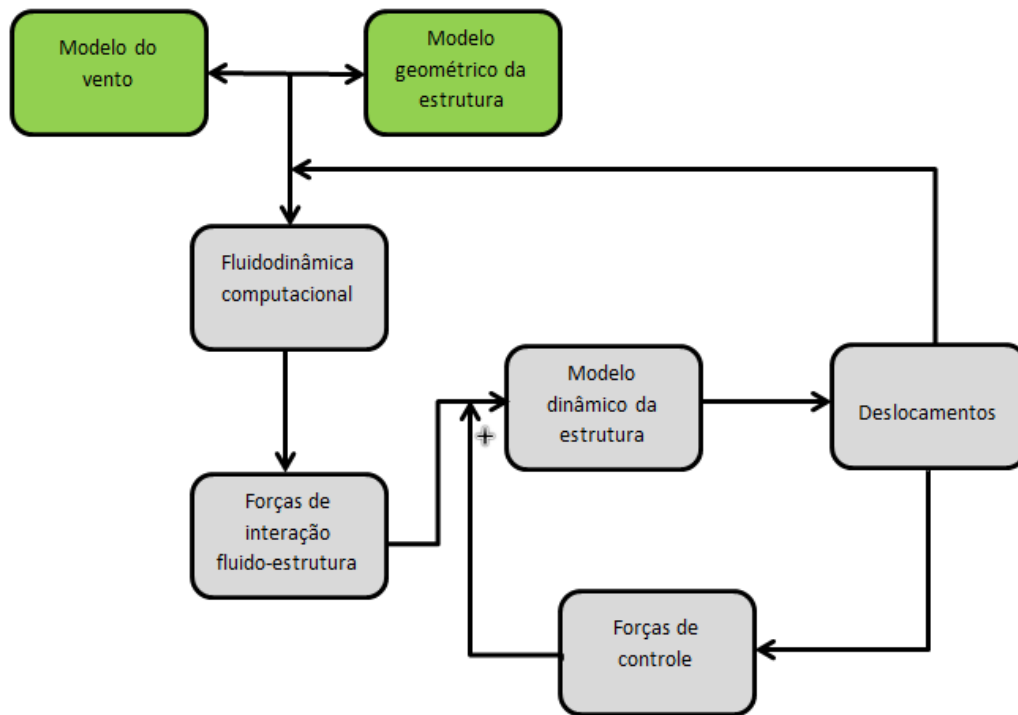 Modelo do
vento
Modelo
geométrico da
estrutura
Fluidodinâmica
computacional
Modelo
dinâmico da
estrutura
Deslocamentos
+
Forças de
interação
fluido-estrutura
Forças de
controle